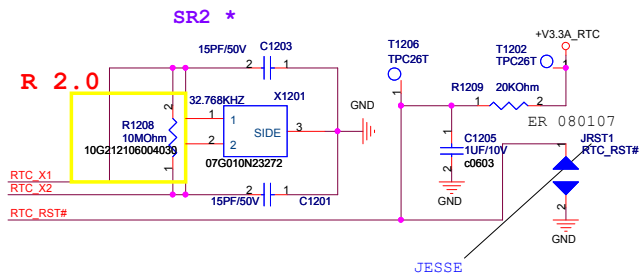 SR2 *
T1206
TPC26T
T1202
TPC26T
+V3.3A_RTC
15PF/50V
C1203
2
1
1
1
R 2.0
R1209
20KOhm
1
2
32.768KHZ
X1201
GND
2
R1208
10MOhm
10G212106004030
1
1
2
SIDE
3
07G010N23272
ER 080107
C1205
1UF/10V
c0603
1
2
GND
JRST1
RTC_RST#
1
2
GND
RTC_X1
RTC_X2
2
1
15PF/50V
C1201
RTC_RST#
JESSE